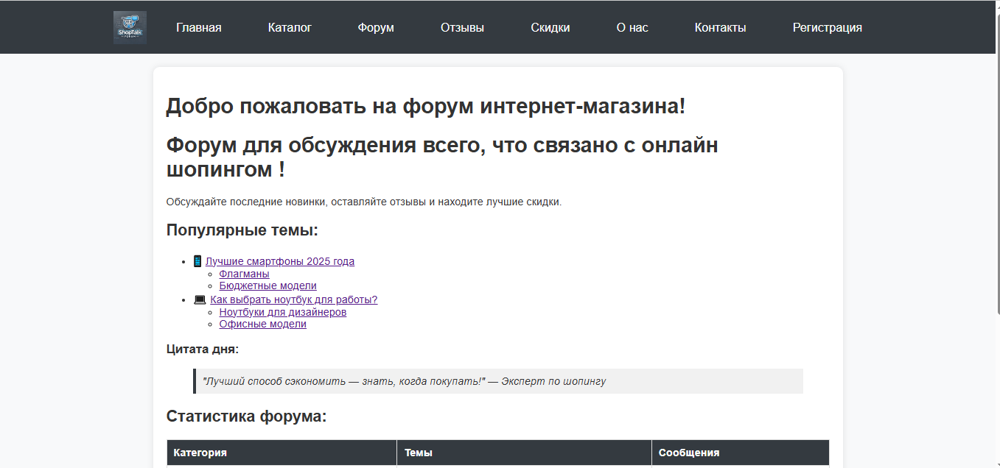 ShopTalk
FORUM
Главная Каталог Форум Отзывы Скидки О нас Контакты Регистрация
Добро пожаловать на форум интернет-магазина!
Форум для обсуждения всего, что связано с онлайн
шопингом !
Обсуждайте последние новинки, оставляйте отзывы и находите лучшие скидки.
Популярные темы:
Лучшие смартфоны 2025 года
Флагманы
Бюджетные модели
Как выбрать ноутбук для работы?
Ноутбуки для дизайнеров
Офисные модели
Цитата дня:
"Лучший способ сэкономить — знать, когда покупать!" — Эксперт по шопингу
Статистика форума:
Категория Темы Сообщения